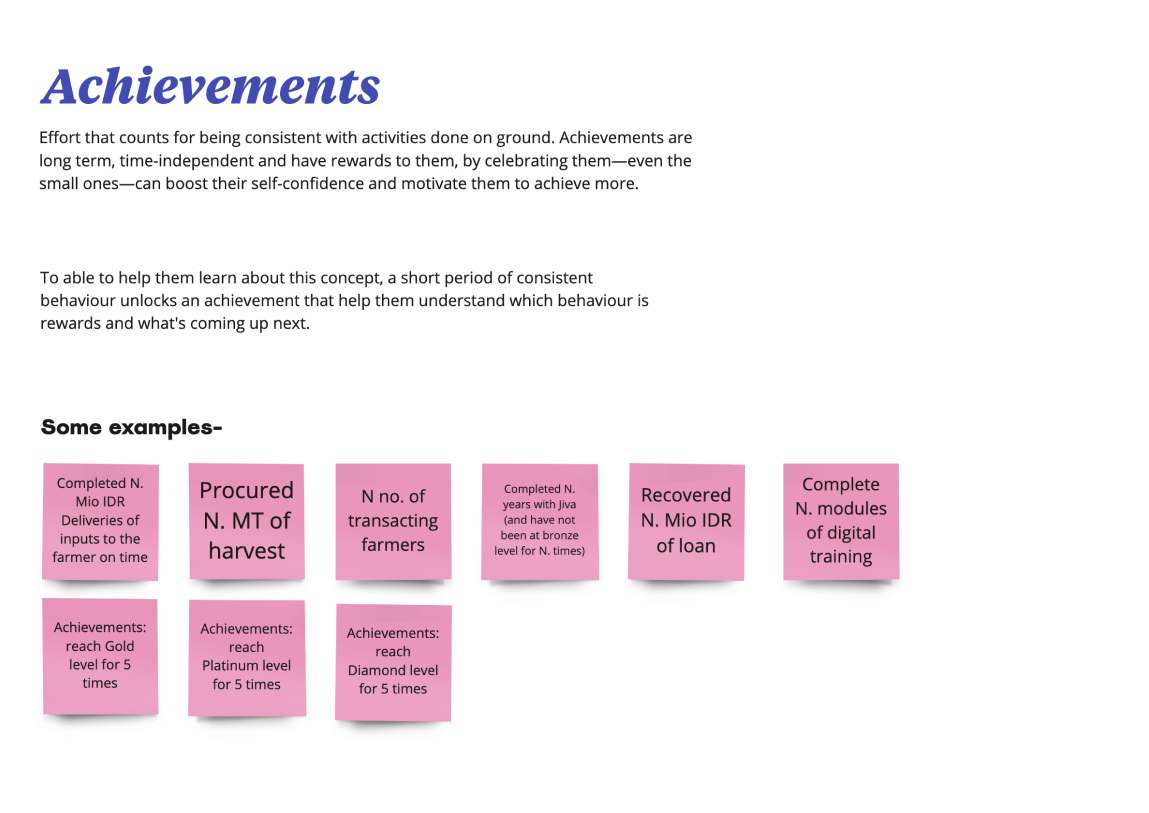 Achievements
Effort that counts for being consistent with activities done on ground. Achievements are
long term, time-independent and have rewards to them, by celebrating them—even the
small ones—can boost their self-confidence and motivate them to achieve more.
To able to help them learn about this concept, a short period of consistent
behaviour unlocks an achievement that help them understand which behaviour is
rewards and what's coming up next.
Some examples-
Completed N.
Mio IDR
Deliveries of
inputs to the
farmer on time
Procured
N. MT of
harvest
N no. of
transacting
farmers
Completed N.
years with Jiva
(and have not
been at bronze
level for N. times)
Recovered
N. Mio IDR
of loan
Complete
N. modules
of digital
training
Achievements:
reach Gold
level for 5
times
Achievements:
reach
Platinum level
for 5 times
Achievements:
reach
Diamond level
for 5 times